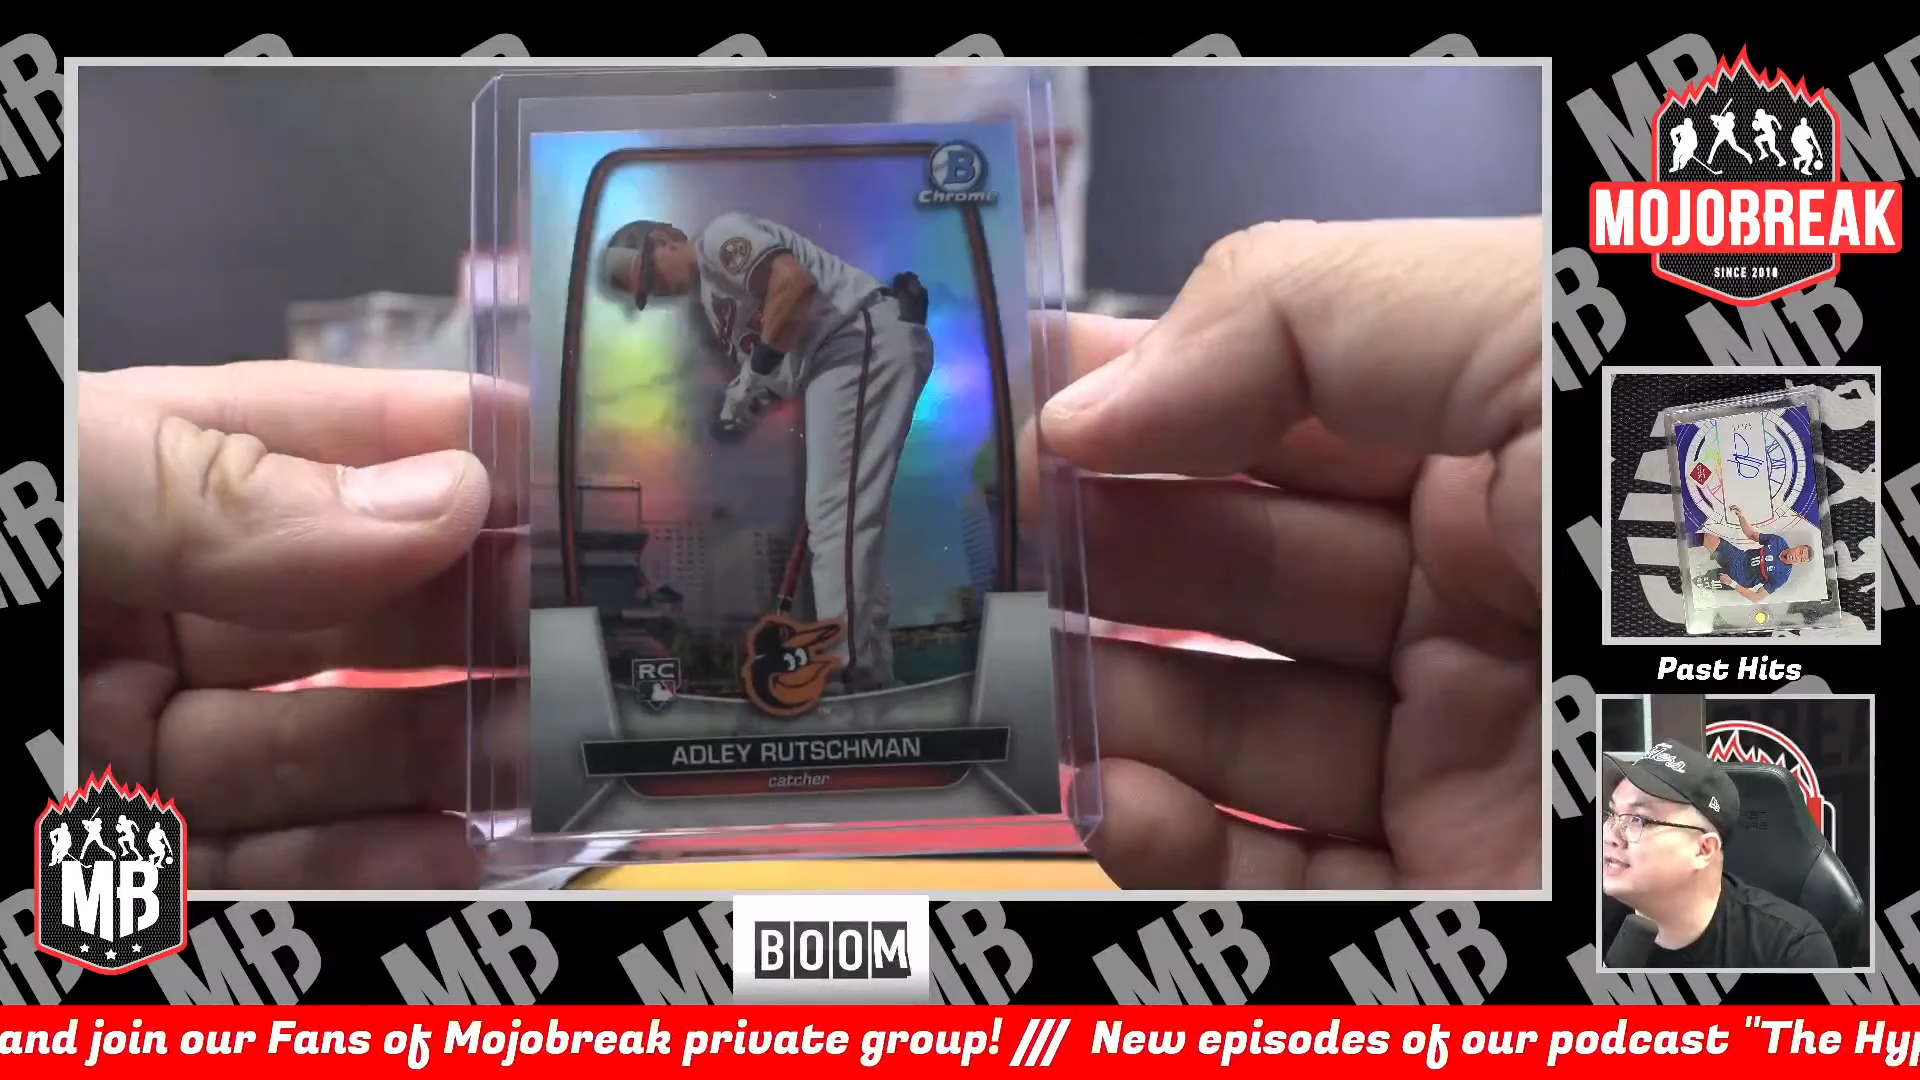 B
Chrome
RC
ADLEY RUTSCHMAN
catcher
MOJOBREAK
SINCE 2010
Past Hits
MB
BOOM
and join our Fans of Mojobreak private group! /// New episodes of our podcast "The Hyp